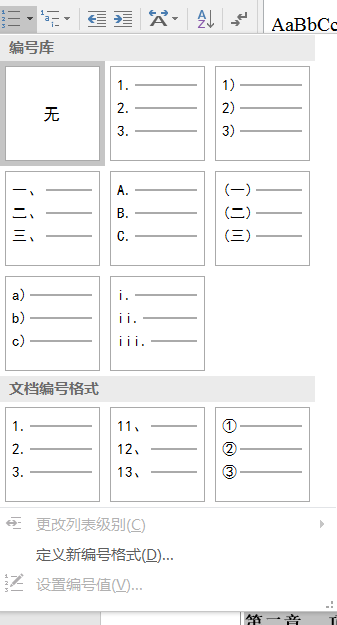 AaBbCc
编号库
无
1.
2.
3.
1)
2)
3)
一、
二、
三、
A.
B.
C.
(一)
(二)
(三)
a)
b)
c)
i.
ii.
iii.
文档编号格式
1.
2.
3.
11、
12、
13、
①
②
③
更改列表级别(C)
定义新编号格式(D)...
设置编号值(V)...
第二章